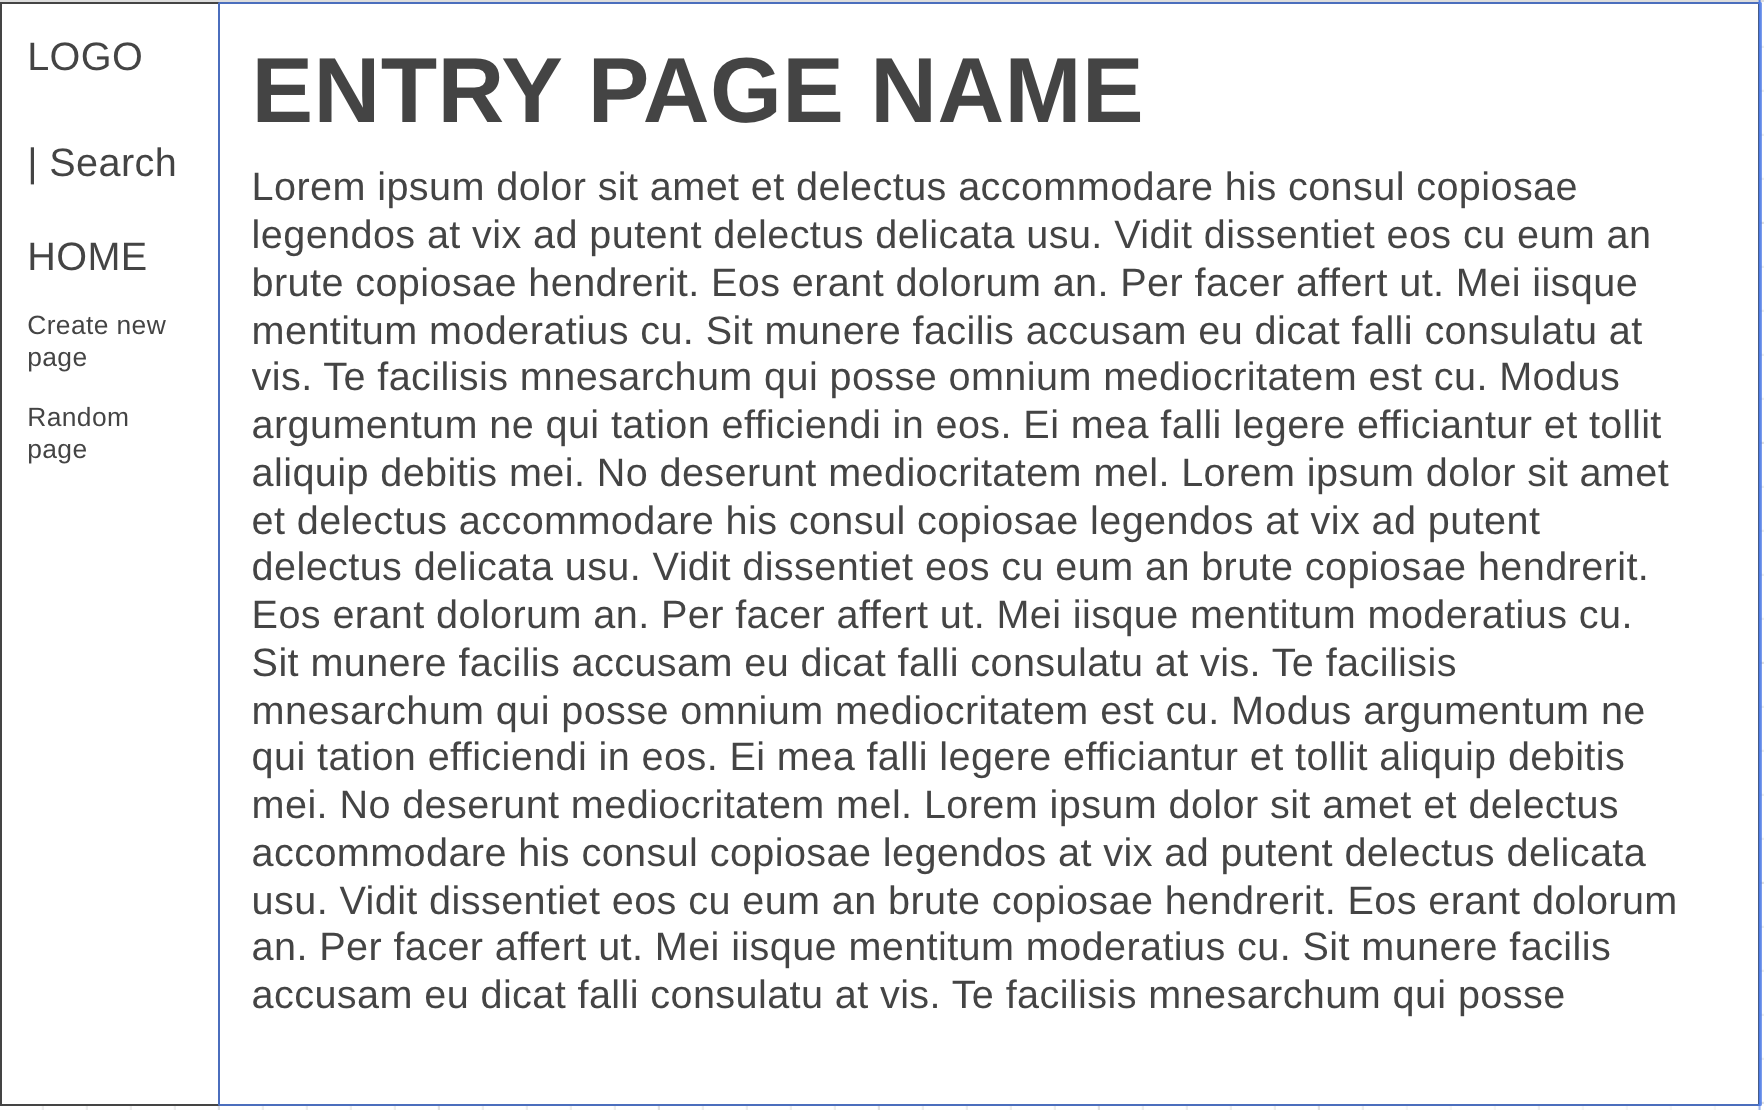 LOGO
| Search
HOME
Create new
page
Random
page
ENTRY PAGE NAME
Lorem ipsum dolor sit amet et delectus accommodare his consul copiosae
legendos at vix ad putent delectus delicata usu. Vidit dissentiet eos cu eum an
brute copiosae hendrerit. Eos erant dolorum an. Per facer affert ut. Mei iisque
mentitum moderatius cu. Sit munere facilis accusam eu dicat falli consulatu at
vis. Te facilisis mnesarchum qui posse omnium mediocritatem est cu. Modus
argumentum ne qui tation efficiendi in eos. Ei mea falli legere efficiantur et tollit
aliquip debitis mei. No deserunt mediocritatem mel. Lorem ipsum dolor sit amet
et delectus accommodare his consul copiosae legendos at vix ad putent
delectus delicata usu. Vidit dissentiet eos cu eum an brute copiosae hendrerit.
Eos erant dolorum an. Per facer affert ut. Mei iisque mentitum moderatius cu.
Sit munere facilis accusam eu dicat falli consulatu at vis. Te facilisis
mnesarchum qui posse omnium mediocritatem est cu. Modus argumentum ne
qui tation efficiendi in eos. Ei mea falli legere efficiantur et tollit aliquip debitis
mei. No deserunt mediocritatem mel. Lorem ipsum dolor sit amet et delectus
accommodare his consul copiosae legendos at vix ad putent delectus delicata
usu. Vidit dissentiet eos cu eum an brute copiosae hendrerit. Eos erant dolorum
an. Per facer affert ut. Mei iisque mentitum moderatius cu. Sit munere facilis
accusam eu dicat falli consulatu at vis. Te facilisis mnesarchum qui posse